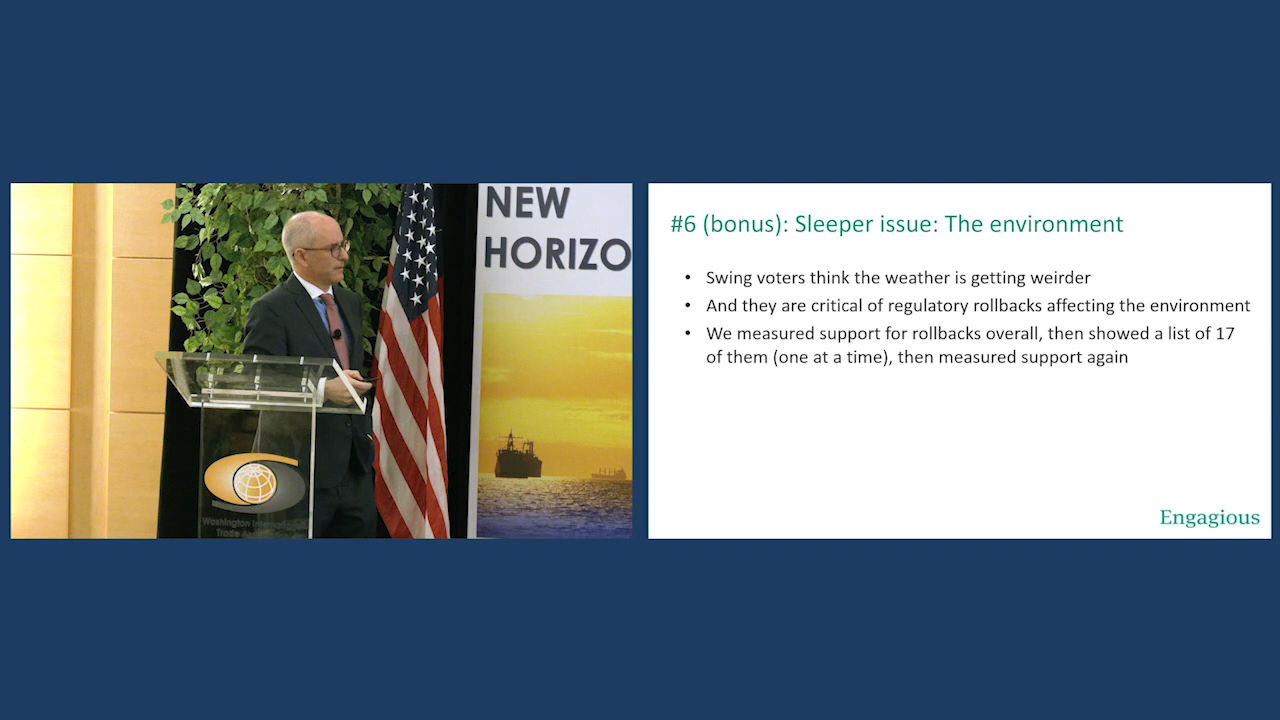 NEW
HORIZO
Washington
Trade
#6 (bonus): Sleeper issue: The environment
• Swing voters think the weather is getting weirder
• And they are critical of regulatory rollbacks affecting the environment
• We measured support for rollbacks overall, then showed a list of 17
of them (one at a time), then measured support again
Engagious